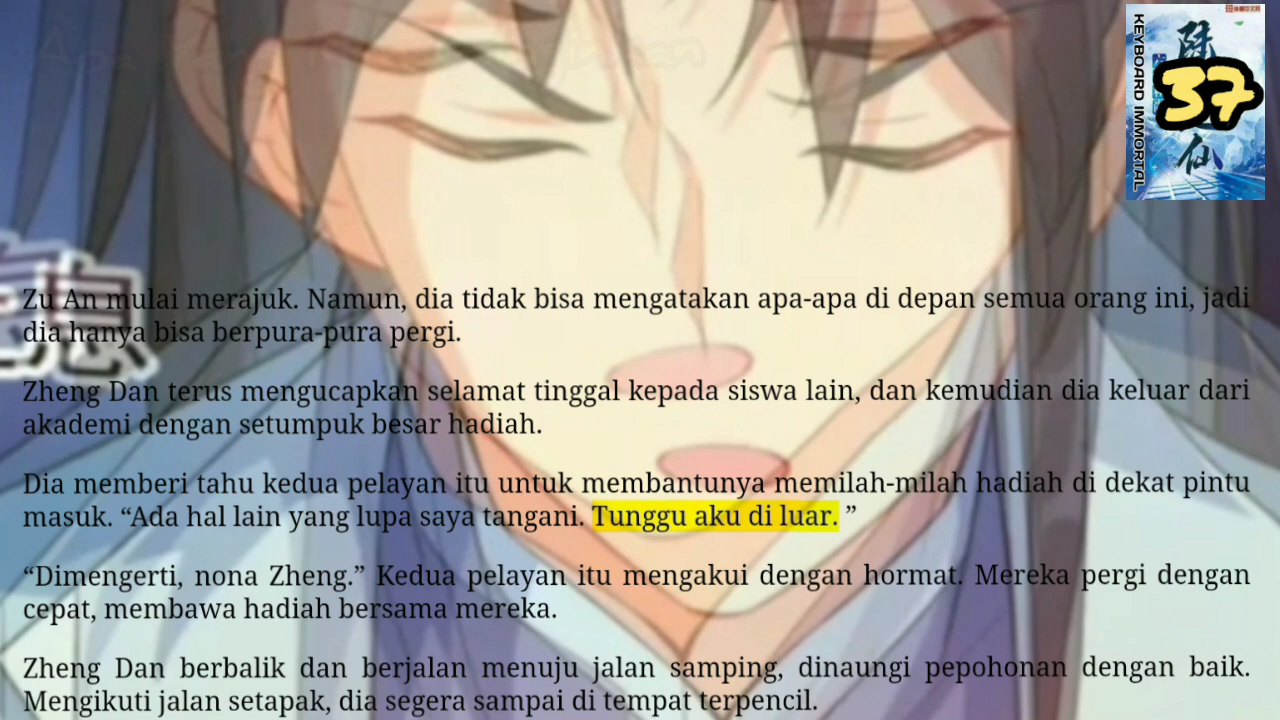 KEYBOARD IMMORTAL
37
仙
息
Zu An mulai merajuk. Namun, dia tidak bisa mengatakan apa-apa di depan semua orang ini, jadi
dia hanya bisa berpura-pura pergi.
Zheng Dan terus mengucapkan selamat tinggal kepada siswa lain, dan kemudian dia keluar dari
akademi dengan setumpuk besar hadiah.
Dia memberi tahu kedua pelayan itu untuk membantunya memilah-milah hadiah di dekat pintu
masuk. “Ada hal lain yang lupa saya tangani. Tunggu aku di luar. ”
“Dimengerti, nona Zheng.” Kedua pelayan itu mengakui dengan hormat. Mereka pergi dengan
cepat, membawa hadiah bersama mereka.
Zheng Dan berbalik dan berjalan menuju jalan samping, dinaungi pepohonan dengan baik.
Mengikuti jalan setapak, dia segera sampai di tempat terpencil.